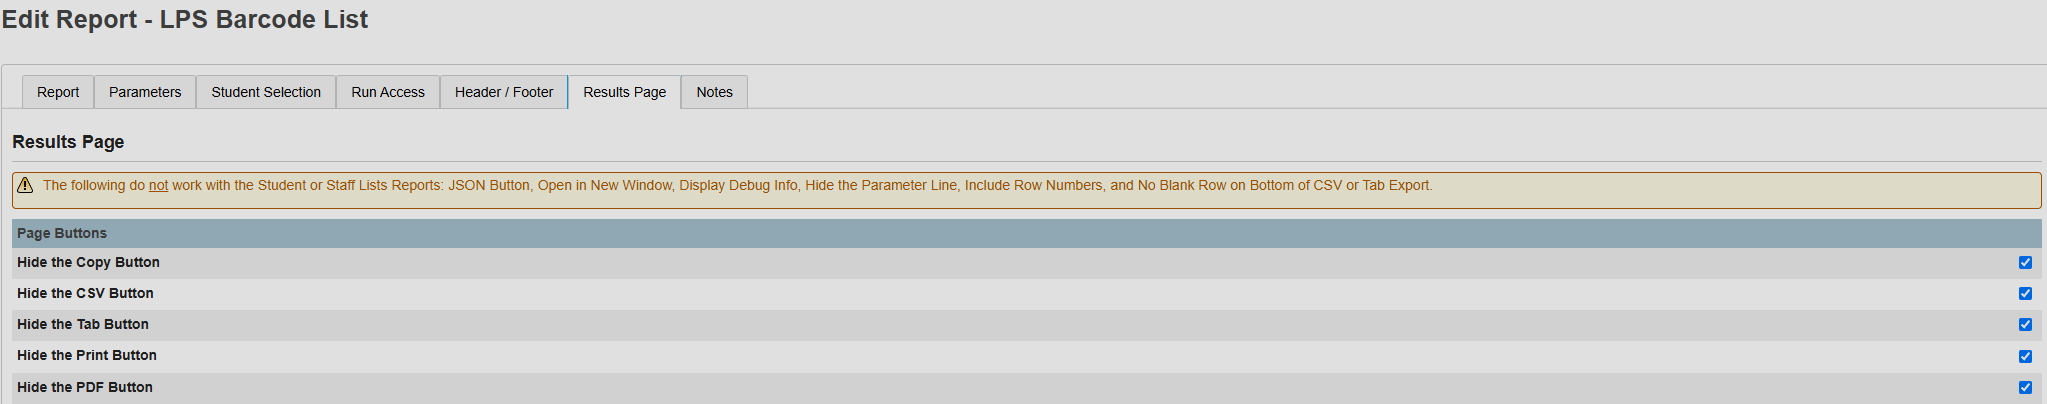 Edit Report - LPS Barcode List
Report Parameters Student Selection Run Access Header / Footer Results Page Notes
Results Page
The following do not work with the Student or Staff Lists Reports: JSON Button, Open in New Window, Display Debug Info, Hide the Parameter Line, Include Row Numbers, and No Blank Row on Bottom of CSV or Tab Export.
Page Buttons
Hide the Copy Button
Hide the CSV Button
Hide the Tab Button
Hide the Print Button
Hide the PDF Button